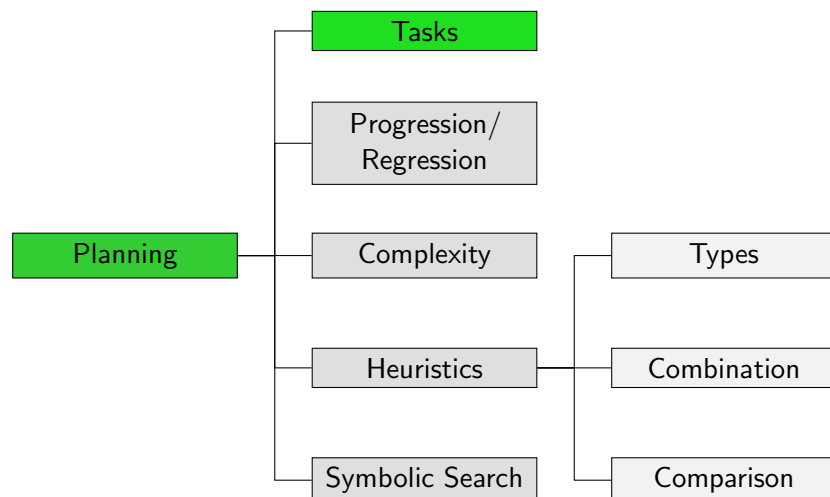 Tasks
Progression/
Regression
Planning
Complexity
Types
Heuristics
Combination
Symbolic Search
Comparison